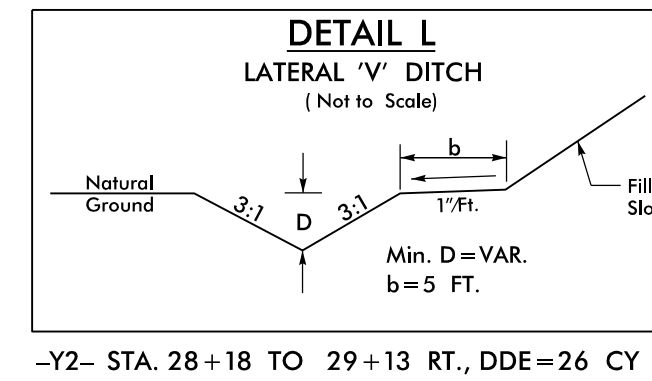 DETAIL L
LATERAL 'V' DITCH
( Not to Scale)
b
Natural
Ground
3:1
D
3:1
1"/Ft.
Fill
Min. D=VAR.
b=5 FT.
-Y2- STA. 28+18 TO 29+13 RT., DDE=26 CY